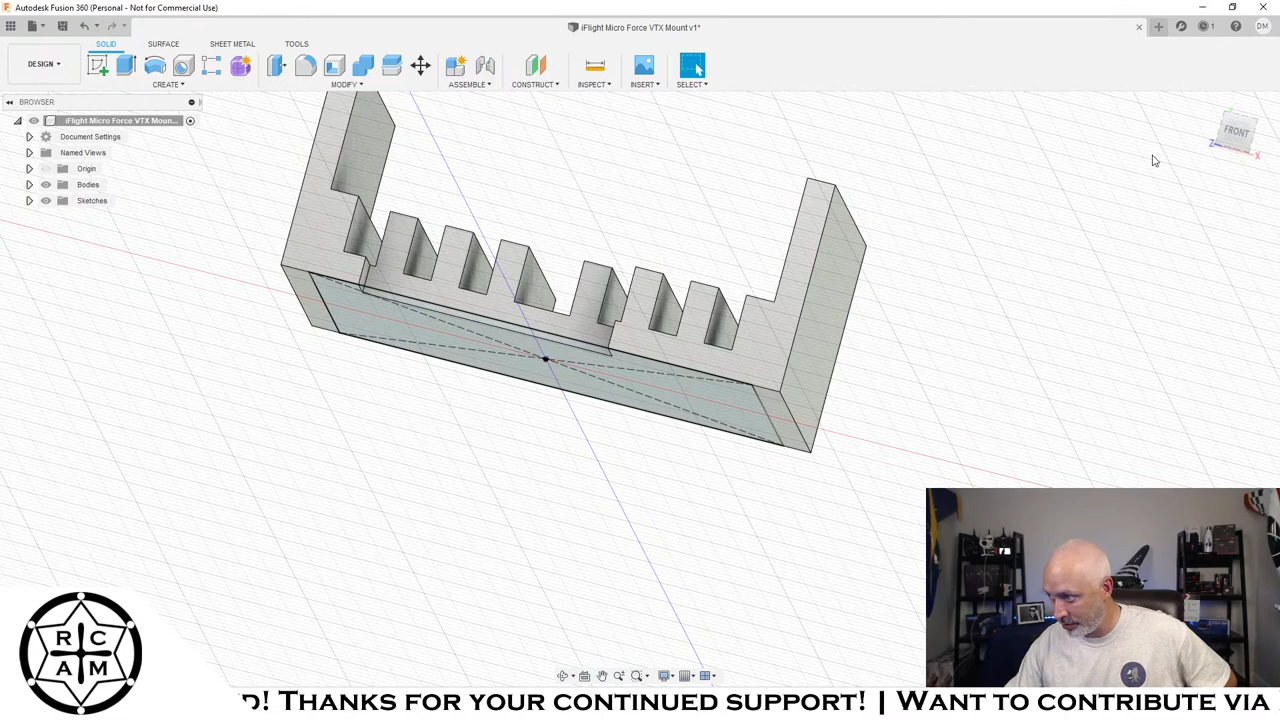 Autodesk Fusion 360 (Personal - Not for Commercial Use)
iFlight Micro Force VTX Mount v1*
1
DM
SOLID
SURFACE
SHEET METAL
TOOLS
DESIGN
CREATE
MODIFY
ASSEMBLE
CONSTRUCT
INSPECT
INSERT
SELECT
BROWSER
iFlight Micro Force VTX Moun...
Document Settings
Named Views
Origin
Bodies
Sketches
Y
FRONT
Z
X
R C
A M
D! THANKS FOR YOUR CONTINUED SUPPORT! | WANT TO CONTRIBUTE VIA